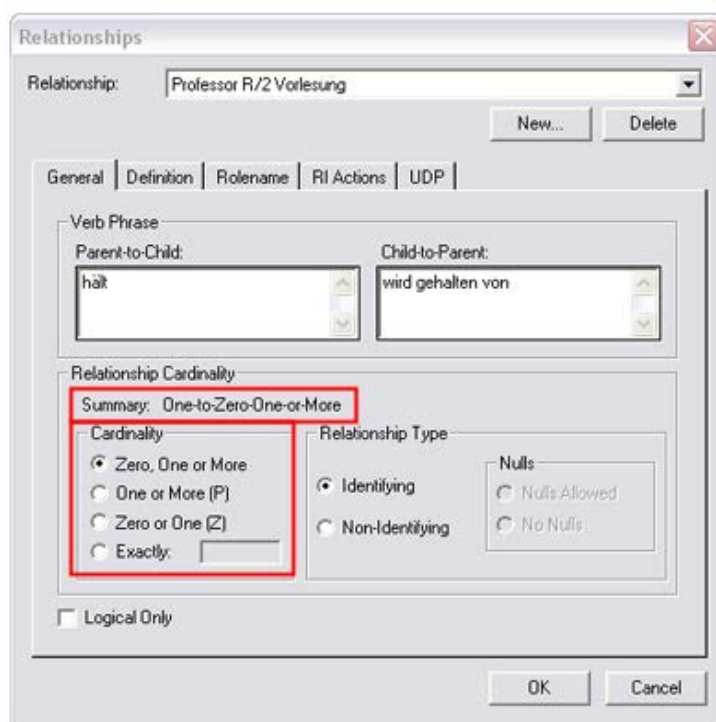 Relationships
Relationship: Professor R/2 Vorlesung
New... Delete
General Definition Rolename RI Actions UDP
Verb Phrase
Parent-to-Child: Child-to-Parent:
hält wird gehalten von
Relationship Cardinality
Summary: One-to-Zero-One-or-More
Cardinality Relationship Type
Zero, One or More Nulls
One or More (P) Identifying Nulls Allowed
Zero or One (Z) Non-Identifying No Nulls
Exactly:
Logical Only
OK Cancel